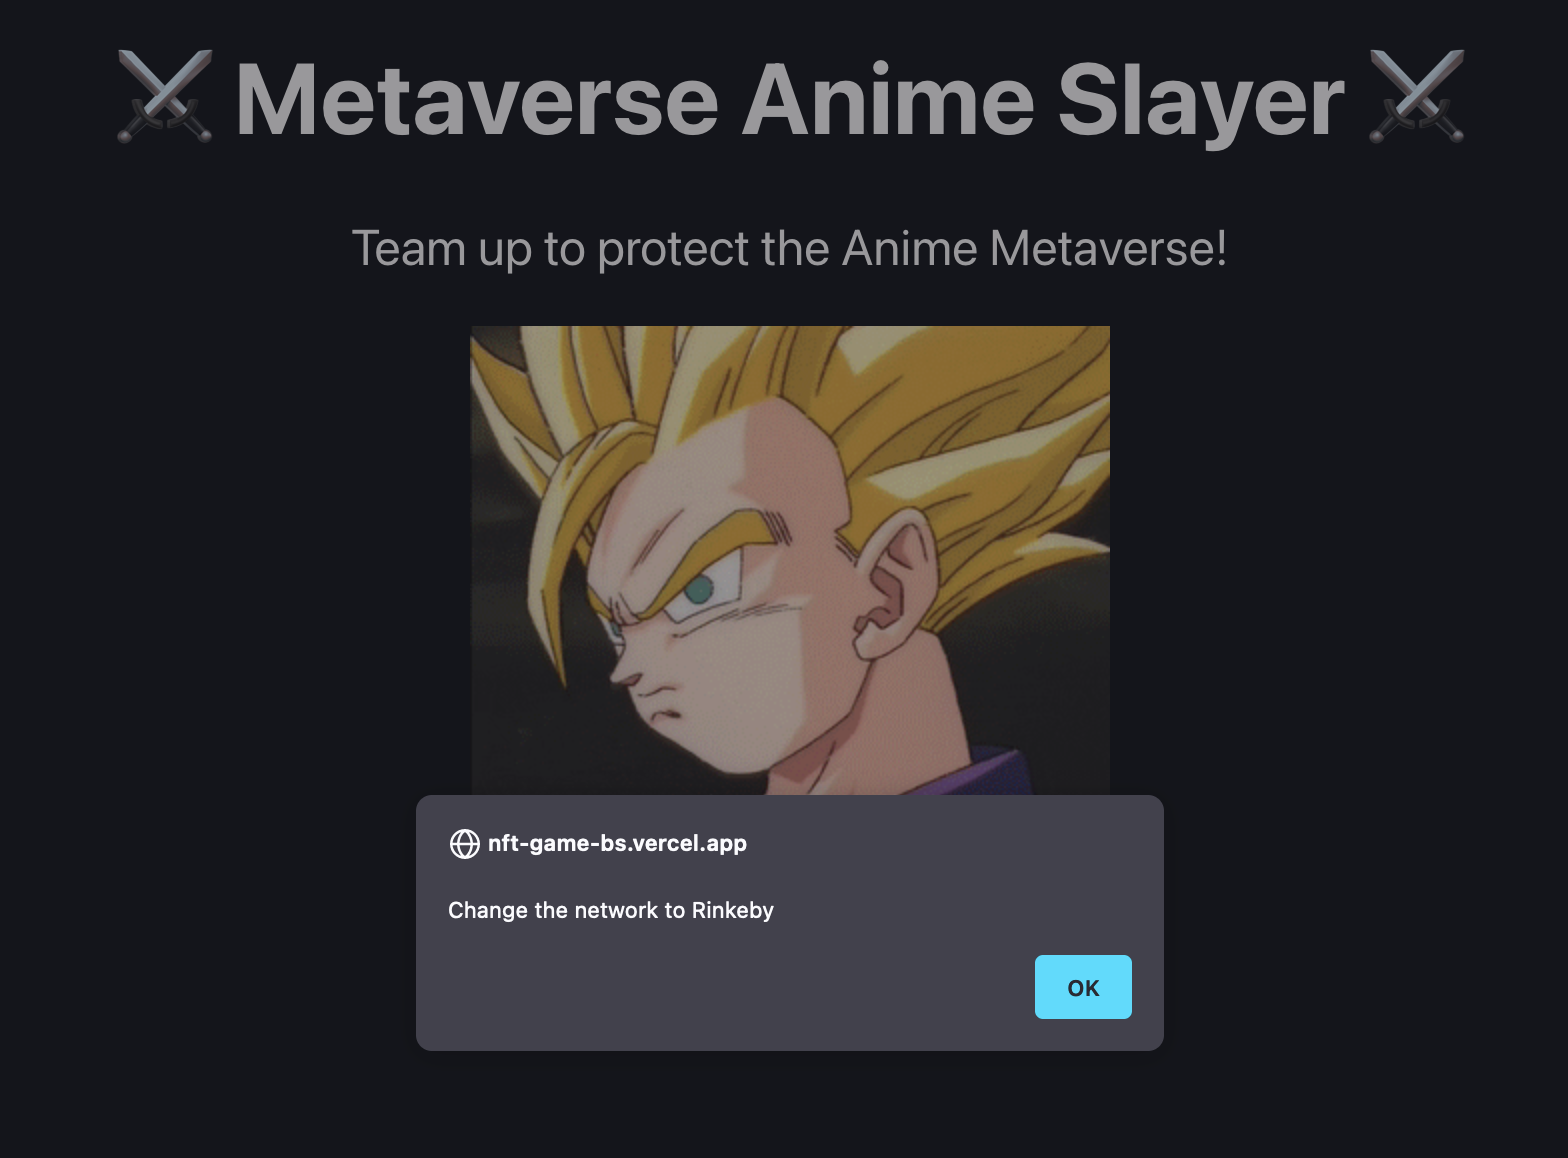 ⚔️ Metaverse Anime Slayer ⚔️
Team up to protect the Anime Metaverse!
nft-game-bs.vercel.app
Change the network to Rinkeby
OK